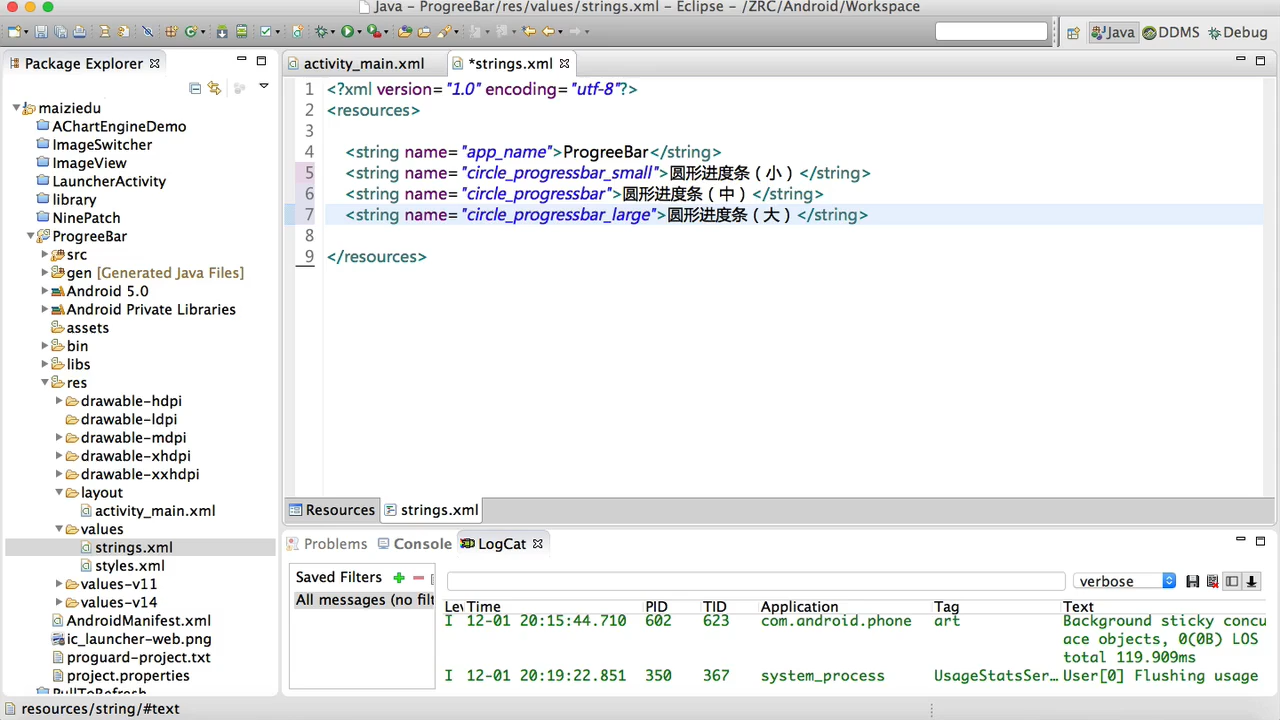 Java - ProgreeBar/res/values/strings.xml - Eclipse - /ZRC/Android/Workspace
Java
DDMS
Debug
Package Explorer
activity_main.xml
*strings.xml
maiziedu
AChartEngineDemo
ImageSwitcher
ImageView
LauncherActivity
library
NinePatch
ProgreeBar
src
gen [Generated Java Files]
Android 5.0
Android Private Libraries
assets
bin
libs
res
drawable-hdpi
drawable-ldpi
drawable-mdpi
drawable-xhdpi
drawable-xxhdpi
layout
activity_main.xml
values
strings.xml
styles.xml
values-v11
values-v14
AndroidManifest.xml
ic_launcher-web.png
proguard-project.txt
project.properties
PullToRefresh
1 <?xml version="1.0" encoding="utf-8"?>
2 <resources>
3
4 <string name="app_name">ProgreeBar</string>
5 <string name="circle_progressbar_small">圆形进度条（小）</string>
6 <string name="circle_progressbar">圆形进度条（中）</string>
7 <string name="circle_progressbar_large">圆形进度条（大）</string>
8
9 </resources>
Resources
strings.xml
Problems
Console
LogCat
Saved Filters
All messages (no filt
verbose
Lev Time PID TID Application Tag Text
I 12-01 20:15:44.710 602 623 com.android.phone art Background sticky concu
ace objects, 0(0B) LOS
total 119.909ms
I 12-01 20:19:22.851 350 367 system_process UsageStatsSer… User[0] Flushing usage
resources/string/#text